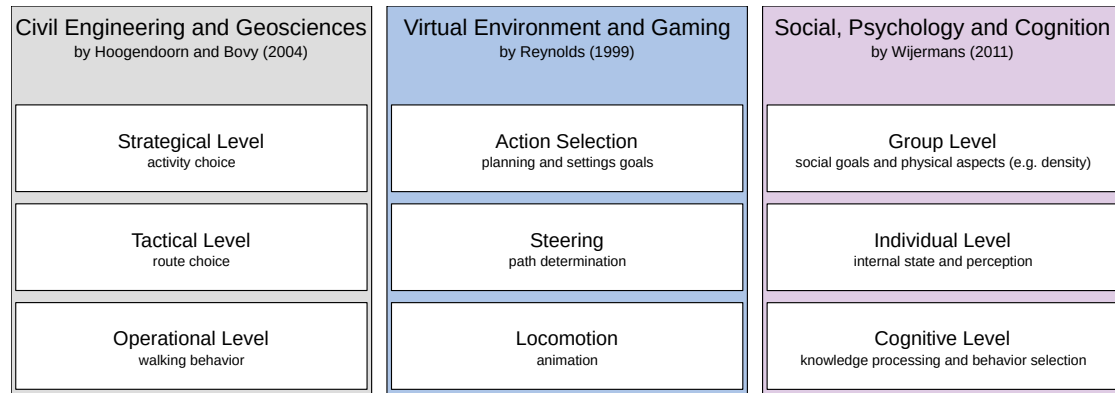 Civil Engineering and Geosciences
by Hoogendoorn and Bovy (2004)
Strategical Level
activity choice
Tactical Level
route choice
Operational Level
walking behavior
Virtual Environment and Gaming
by Reynolds (1999)
Action Selection
planning and settings goals
Steering
path determination
Locomotion
animation
Social, Psychology and Cognition
by Wijermans (2011)
Group Level
social goals and physical aspects (e.g. density)
Individual Level
internal state and perception
Cognitive Level
knowledge processing and behavior selection